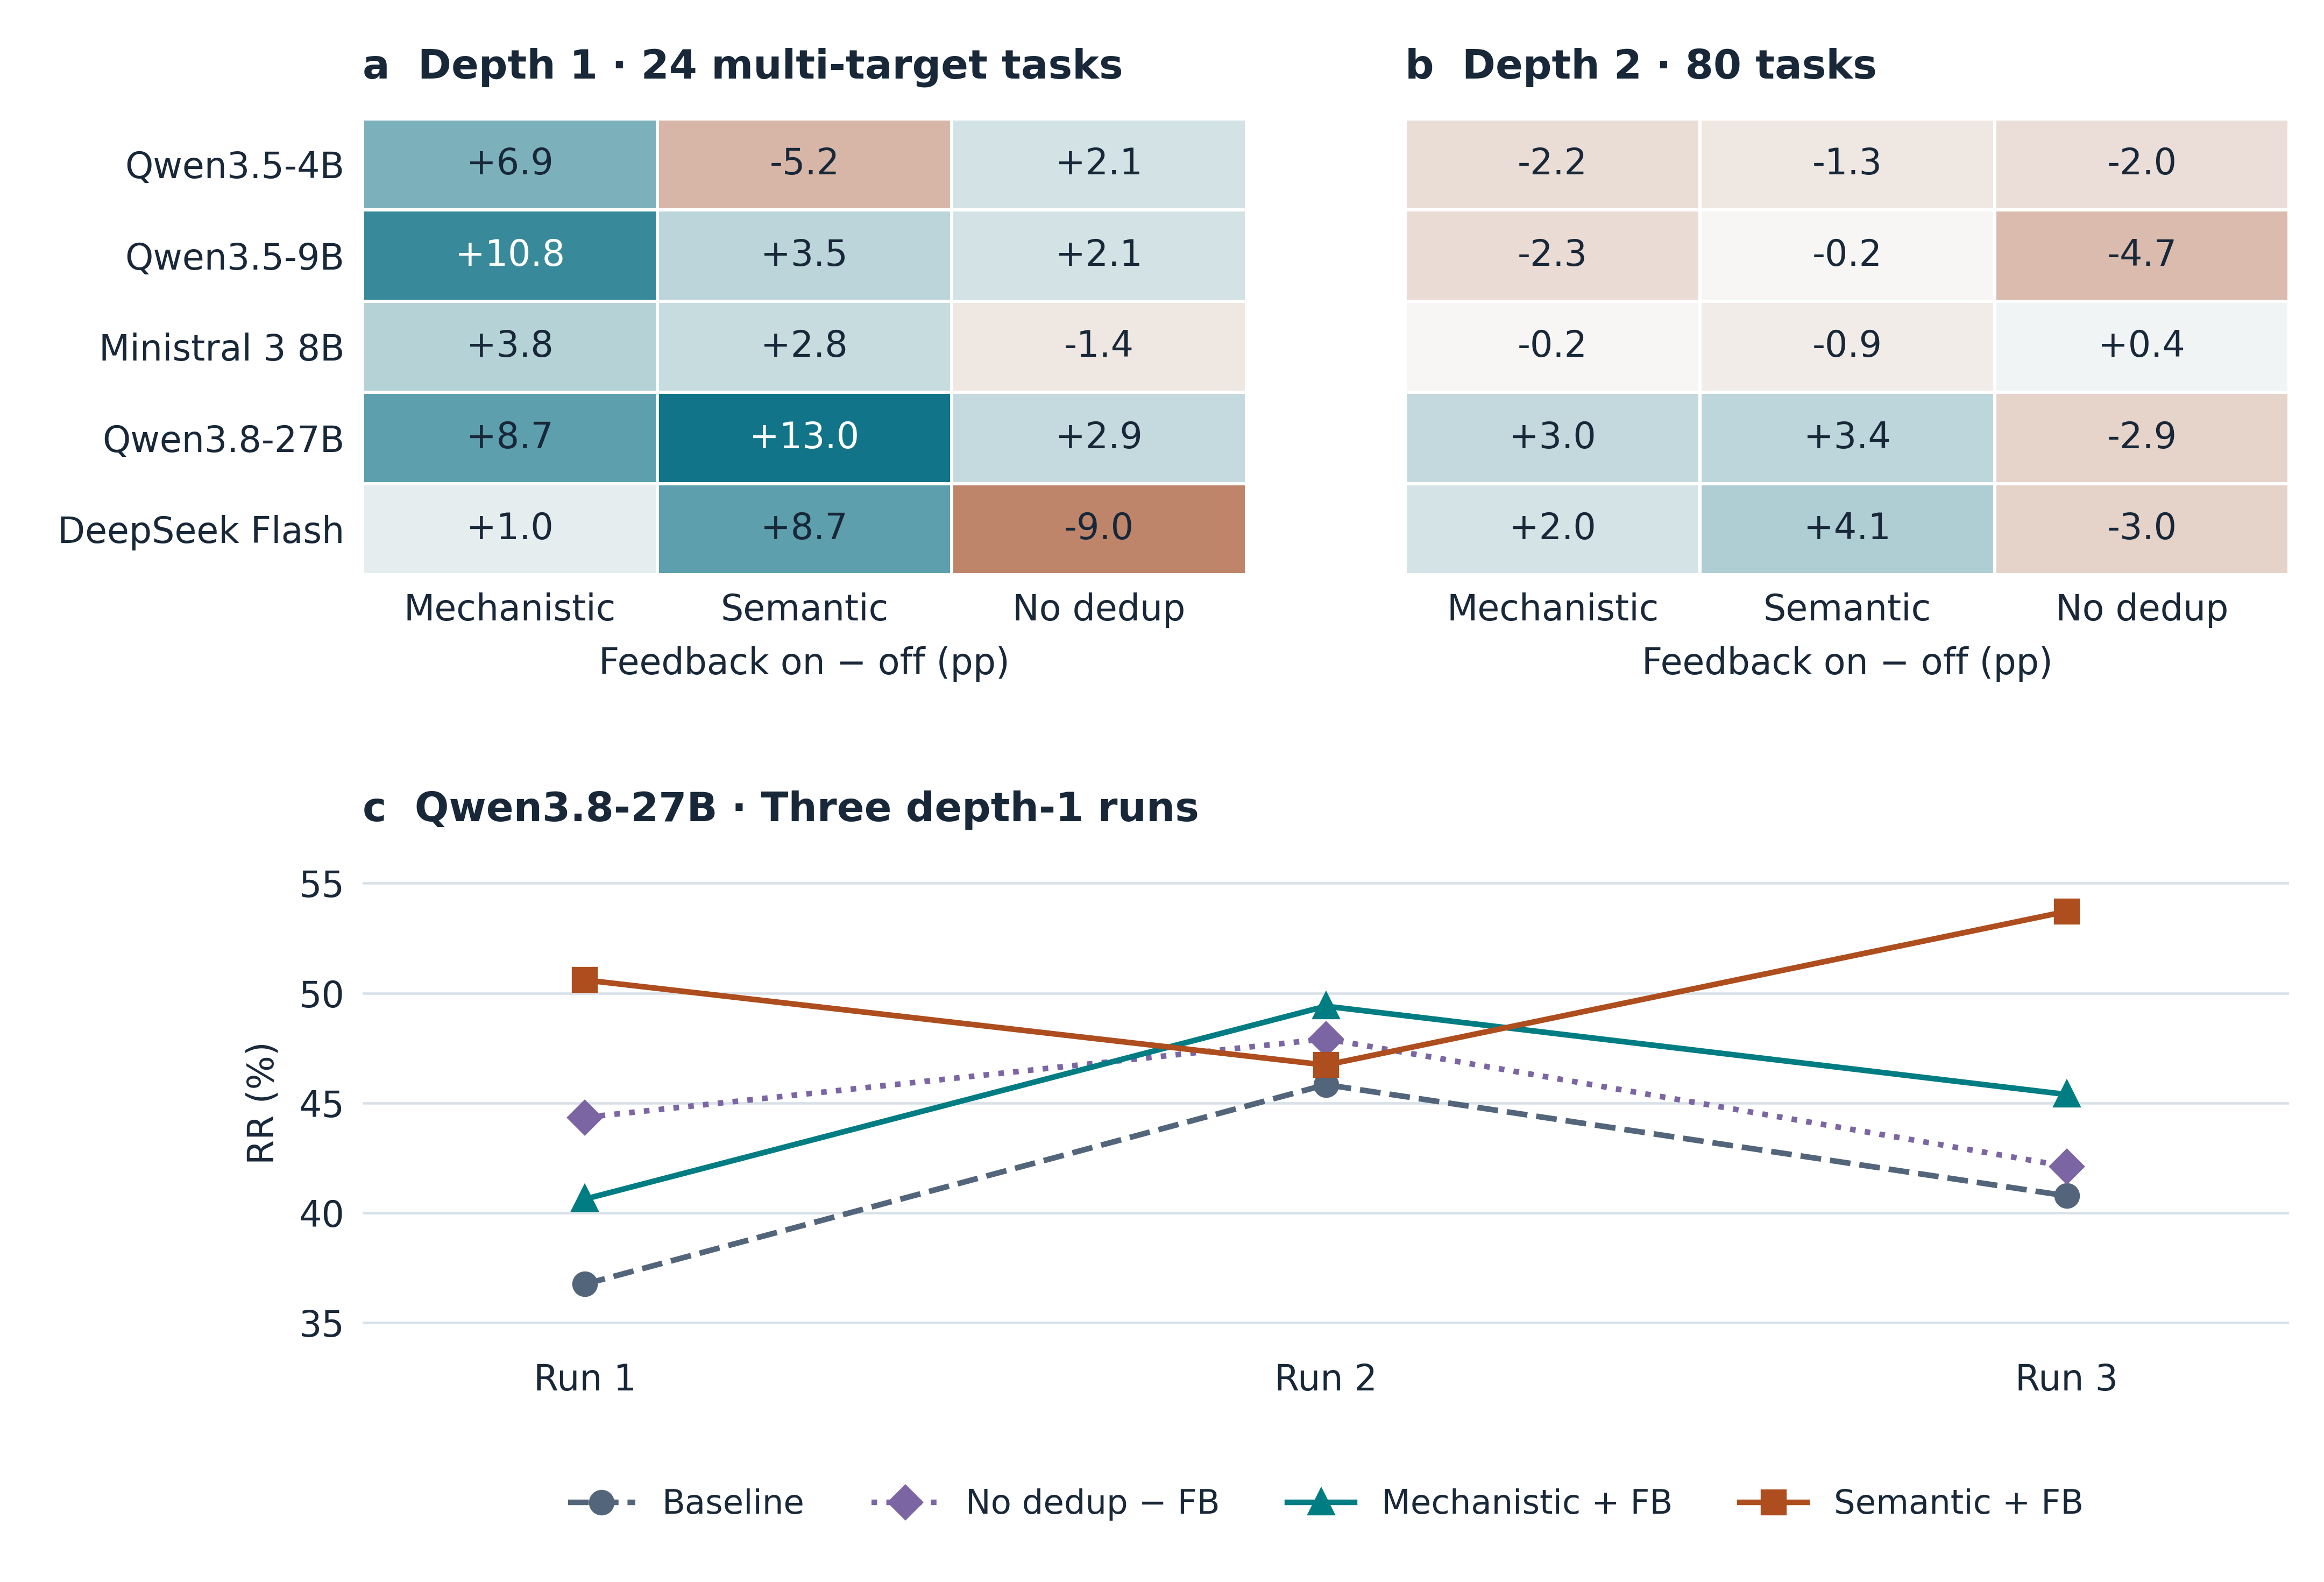 a Depth 1 · 24 multi-target tasks
Qwen3.5-4B +6.9 -5.2 +2.1
Qwen3.5-9B +10.8 +3.5 +2.1
Ministral 3 8B +3.8 +2.8 -1.4
Qwen3.8-27B +8.7 +13.0 +2.9
DeepSeek Flash +1.0 +8.7 -9.0
Mechanistic Semantic No dedup
Feedback on − off (pp)
b Depth 2 · 80 tasks
-2.2 -1.3 -2.0
-2.3 -0.2 -4.7
-0.2 -0.9 +0.4
+3.0 +3.4 -2.9
+2.0 +4.1 -3.0
Mechanistic Semantic No dedup
Feedback on − off (pp)
c Qwen3.8-27B · Three depth-1 runs
RR (%)
55
50
45
40
35
Run 1 Run 2 Run 3
Baseline No dedup − FB Mechanistic + FB Semantic + FB